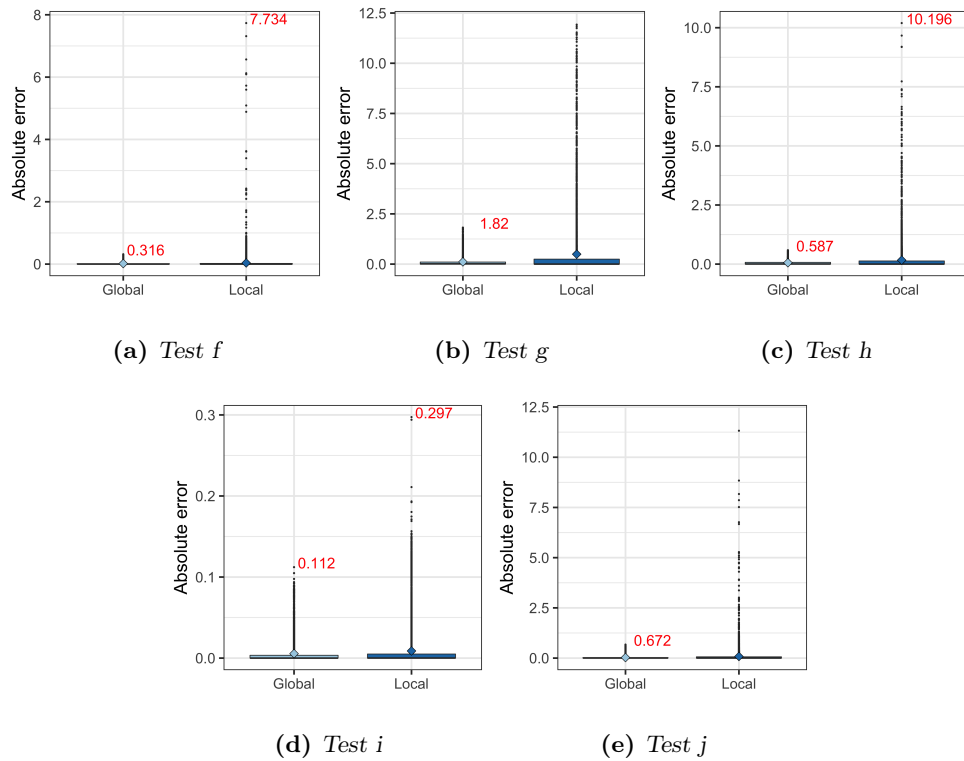 7.734
8
6
4
2
0
Absolute error
0.316
Global
Local
(a) Test f
12.5
10.0
7.5
5.0
2.5
0.0
Absolute error
1.82
Global
Local
(b) Test g
10.196
10.0
7.5
5.0
2.5
0.0
Absolute error
0.587
Global
Local
(c) Test h
0.297
0.3
0.2
0.1
0.0
Absolute error
0.112
Global
Local
(d) Test i
12.5
10.0
7.5
5.0
2.5
0.0
Absolute error
0.672
Global
Local
(e) Test j